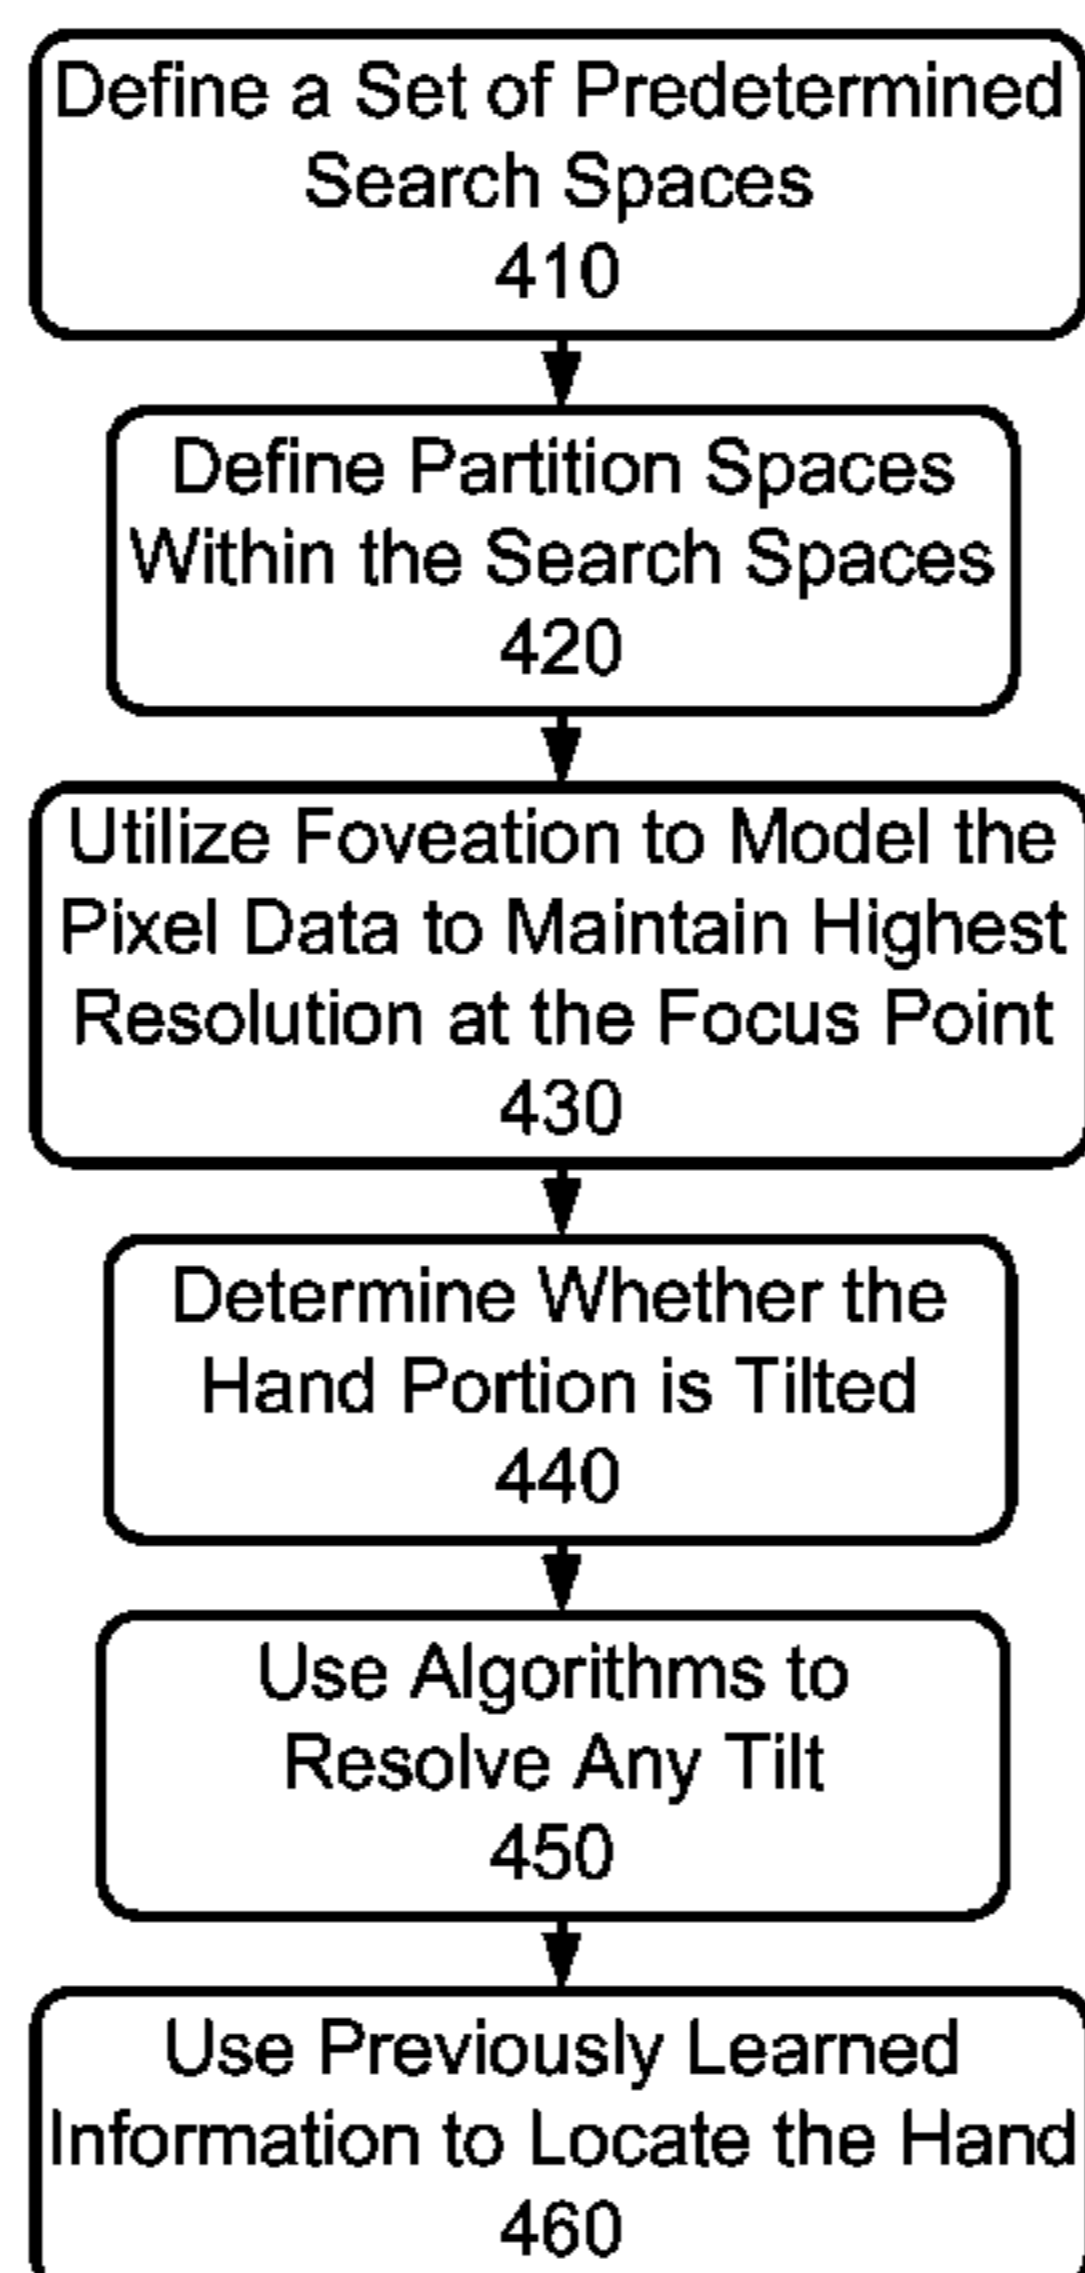 Define a Set of Predetermined
Search Spaces
410
Define Partition Spaces
Within the Search Spaces
420
Utilize Foveation to Model the
Pixel Data to Maintain Highest
Resolution at the Focus Point
430
Determine Whether the
Hand Portion is Tilted
440
Use Algorithms to
Resolve Any Tilt
450
Use Previously Learned
Information to Locate the Hand
460